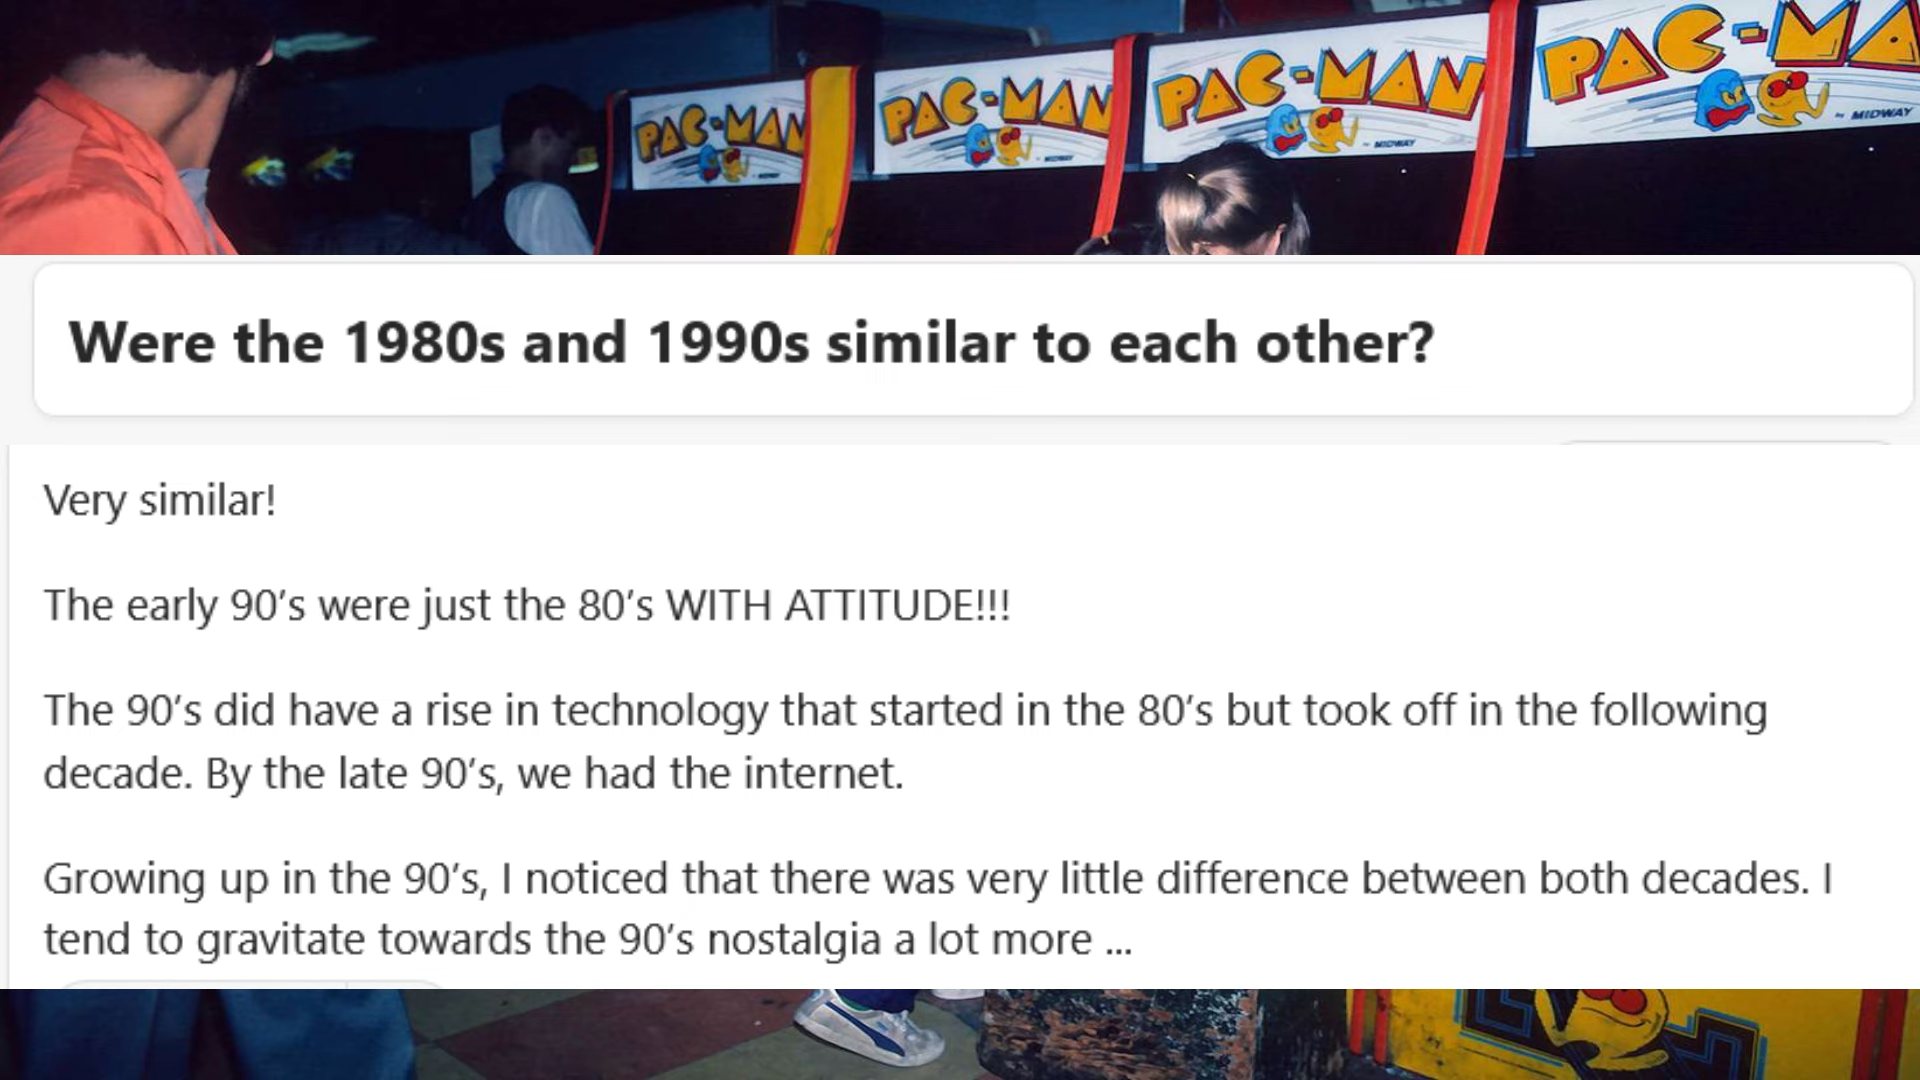 PAC-MAN
MIDWAY
PAC-MAN
MIDWAY
PAC-MAN
MIDWAY
PAC-MA
MIDWAY
Were the 1980s and 1990s similar to each other?
Very similar!
The early 90’s were just the 80’s WITH ATTITUDE!!!
The 90’s did have a rise in technology that started in the 80’s but took off in the following
decade. By the late 90’s, we had the internet.
Growing up in the 90’s, I noticed that there was very little difference between both decades. I
tend to gravitate towards the 90’s nostalgia a lot more ...